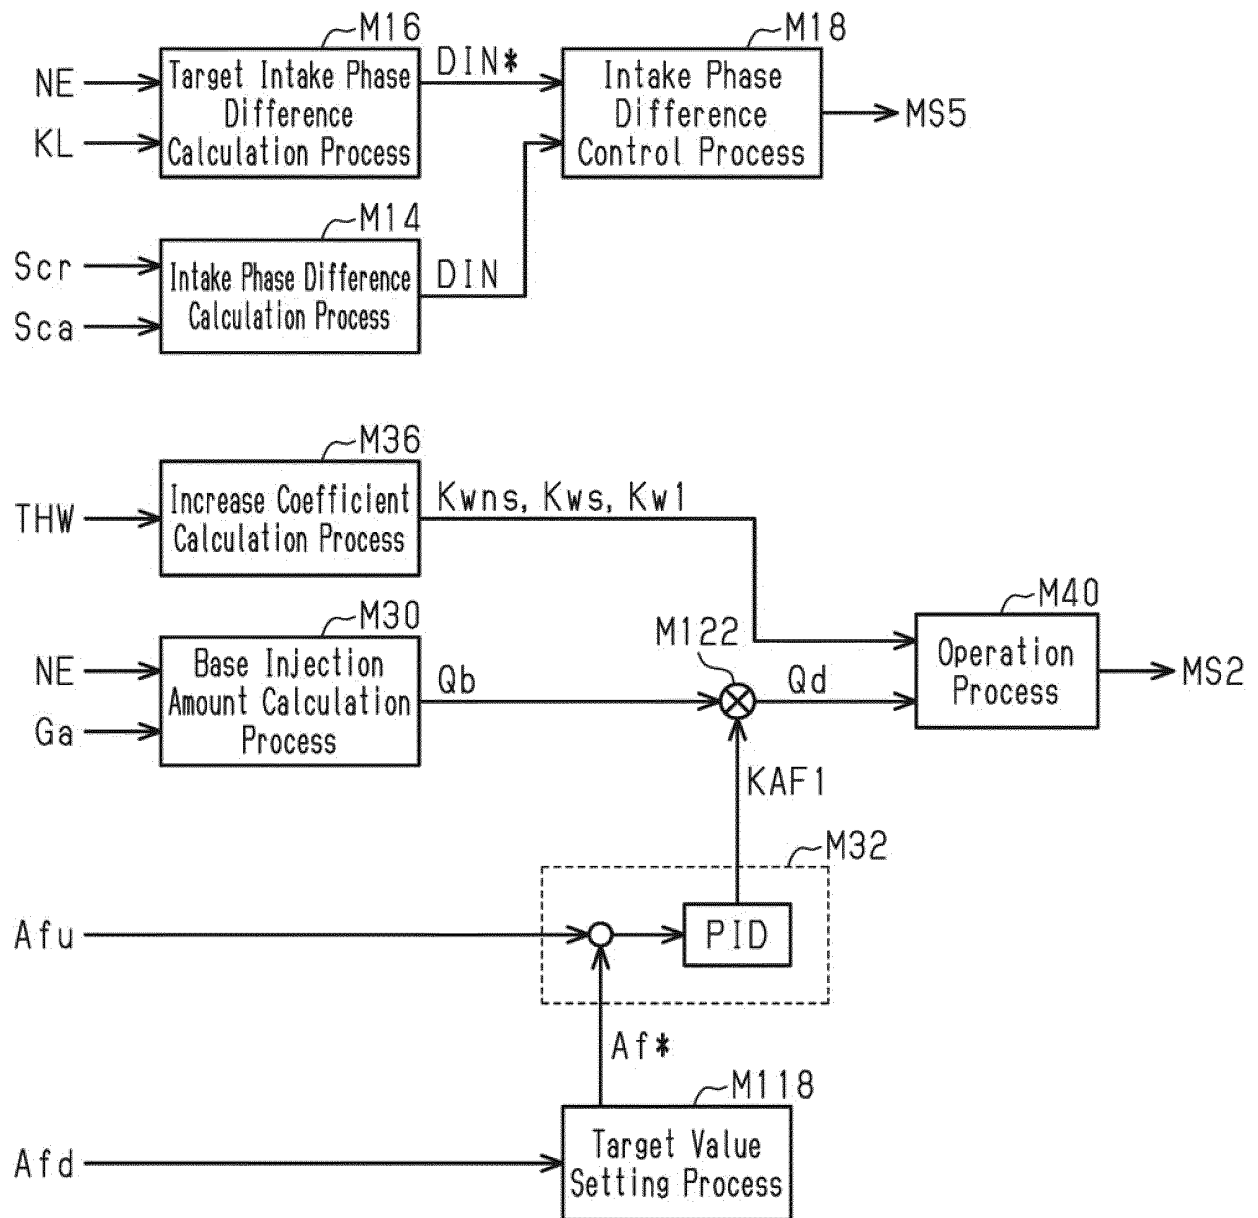 M16
M18
NE
KL
Target Intake Phase
Difference
Calculation Process
DIN*
Intake Phase
Difference
Control Process
MS5
M14
Scr
Sca
Intake Phase Difference
Calculation Process
DIN
M36
THW
Increase Coefficient
Calculation Process
Kwns, Kws, Kw1
M30
NE
Ga
Base Injection
Amount Calculation
Process
Qb
M122
Qd
M40
Operation
Process
MS2
KAF1
M32
Afu
PID
Af*
M118
Afd
Target Value
Setting Process